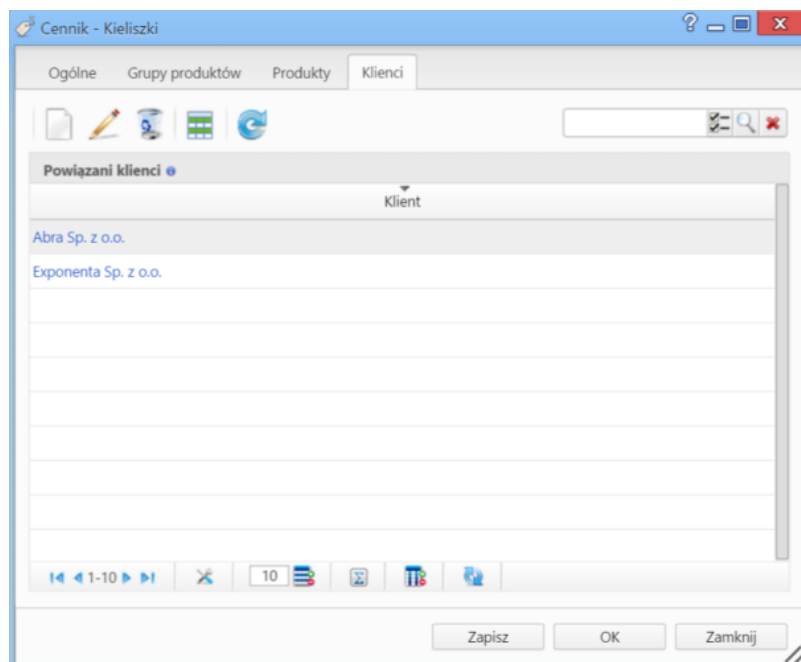 Cennik - Kieliszki
Ogólne Grupy produktów Produkty Klienci
Powiązani klienci
Klient
Abra Sp. z o.o.
Exponenta Sp. z o.o.
1-10 10
Zapisz OK Zamknij